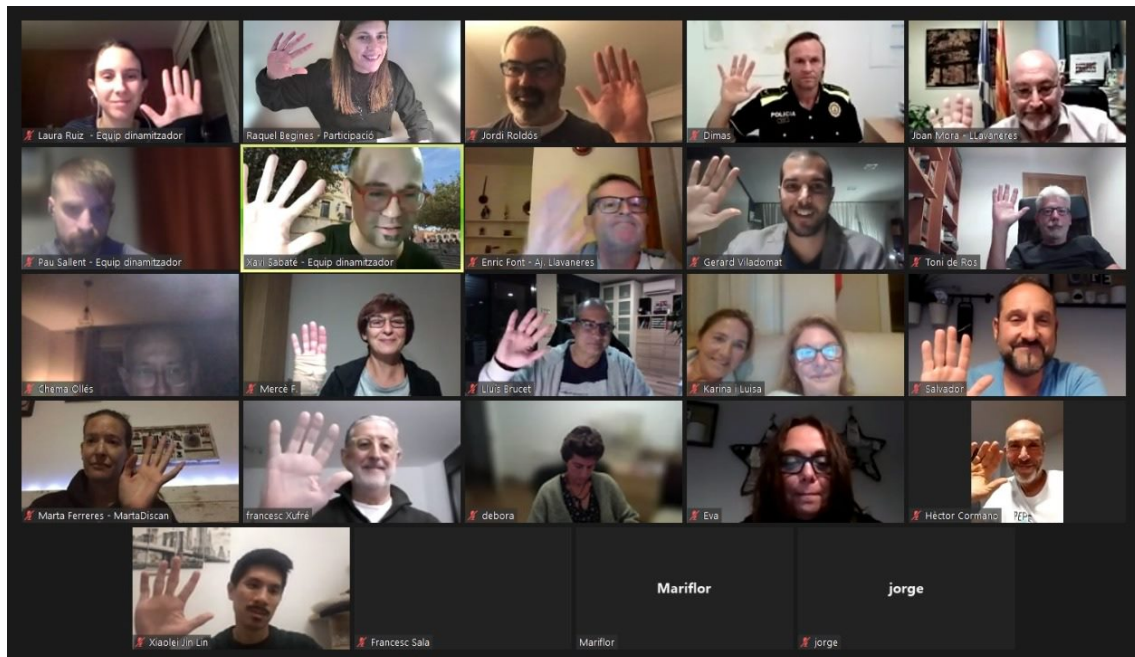 Laura Ruiz - Equip dinamitzador
Raquel Begines - Participació
Jordi Roldós
POLICIA
Dimas
Joan Mora - LLavaneres
Pau Sallent - Equip dinamitzador
Xavi Sabaté - Equip dinamitzador
Enric Font - Aj. Llavaneres
Gerard Viladomat
Toni de Ros
Chema Ollés
Mercè F.
Lluís Brucet
Karina i Luisa
Salvador
Marta Ferreres - MartaDiscan
francesc Xufré
debora
Eva
Héctor Cormano
Xiaolei Jin Lin
Francesc Sala
Mariflor
Mariflor
jorge
jorge